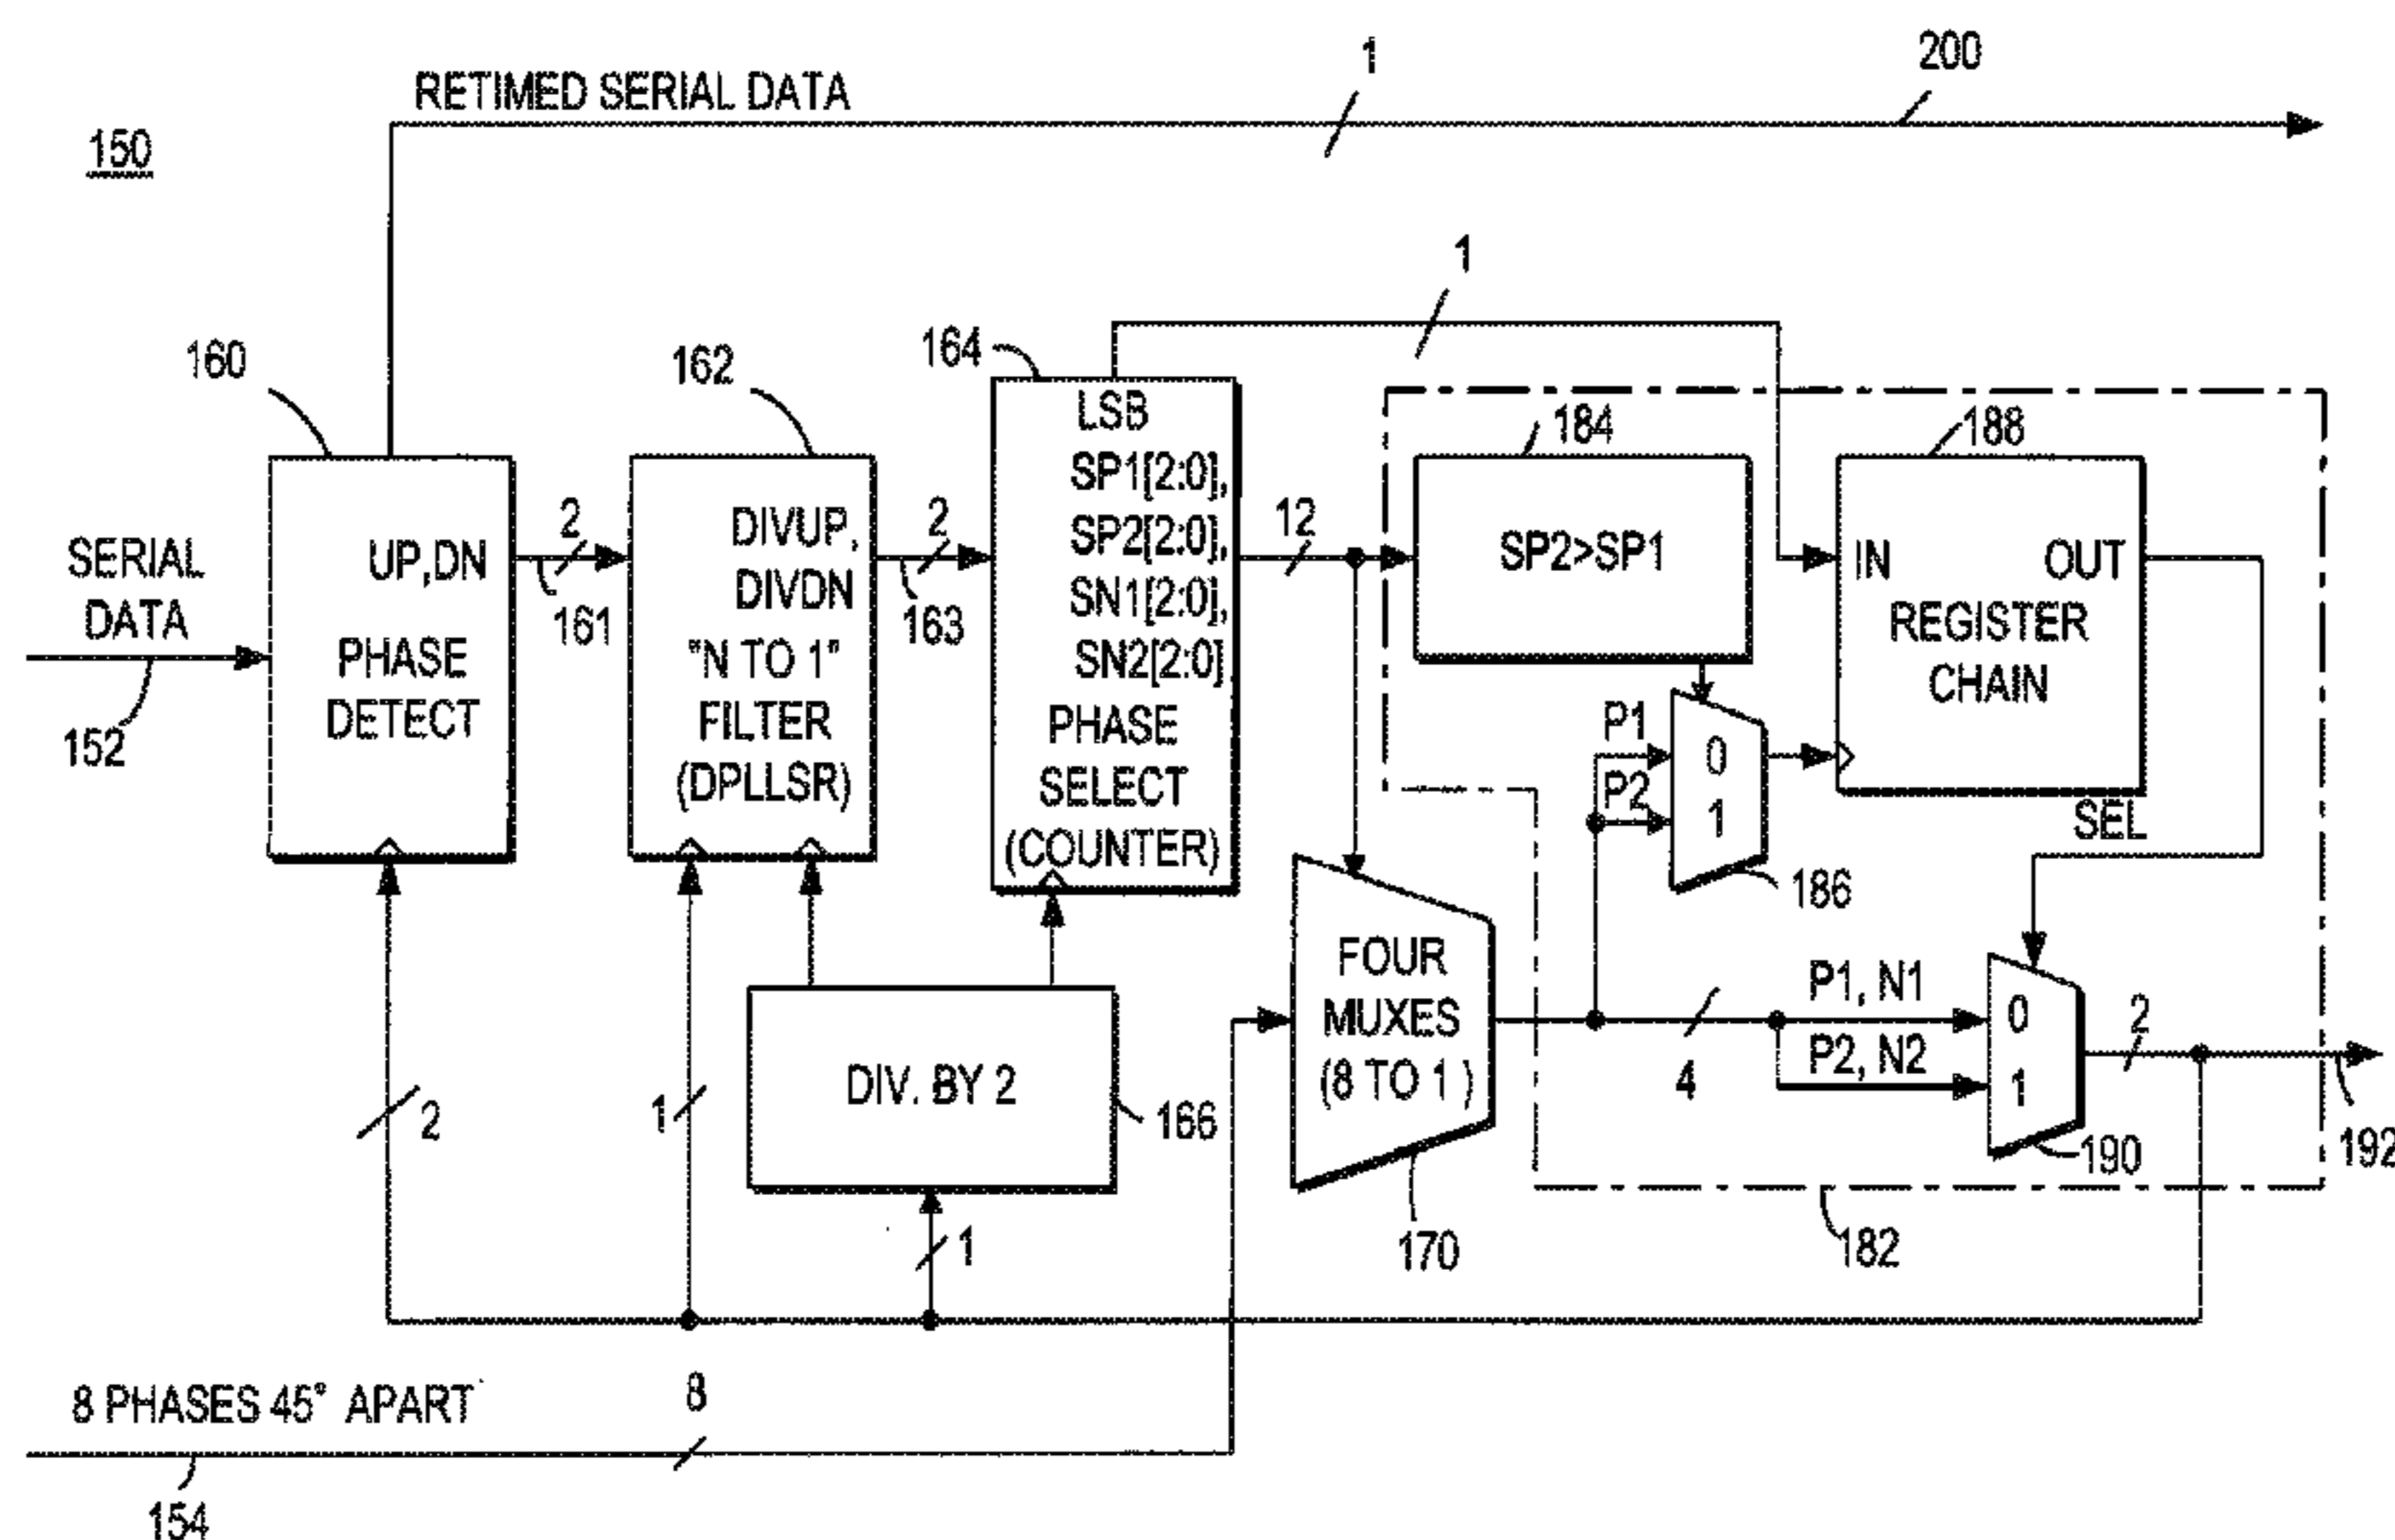 1
200
RETIMED SERIAL DATA
150
1
160
162
164
LSB
SP1[2:0],
SP2[2:0],
SN1[2:0],
SN2[2:0]
PHASE
SELECT
(COUNTER)
184
188
SERIAL
DATA
152
UP,DN
PHASE
DETECT
2
161
DIVUP,
DIVDN
"N TO 1"
FILTER
(DPLLSR)
2
163
12
SP2>SP1
IN
OUT
REGISTER
CHAIN
SEL
P1
P2
0
1
186
FOUR
MUXES
(8 TO 1 )
170
4
P1, N1
P2, N2
0
1
2
190
192
182
2
1
DIV. BY 2
166
1
8 PHASES 45° APART
8
154